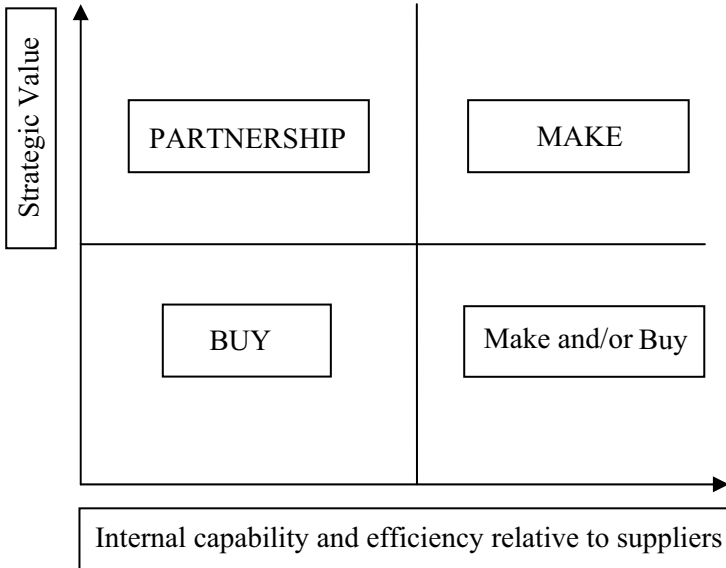 Strategic Value
PARTNERSHIP
MAKE
BUY
Make and/or Buy
Internal capability and efficiency relative to suppliers